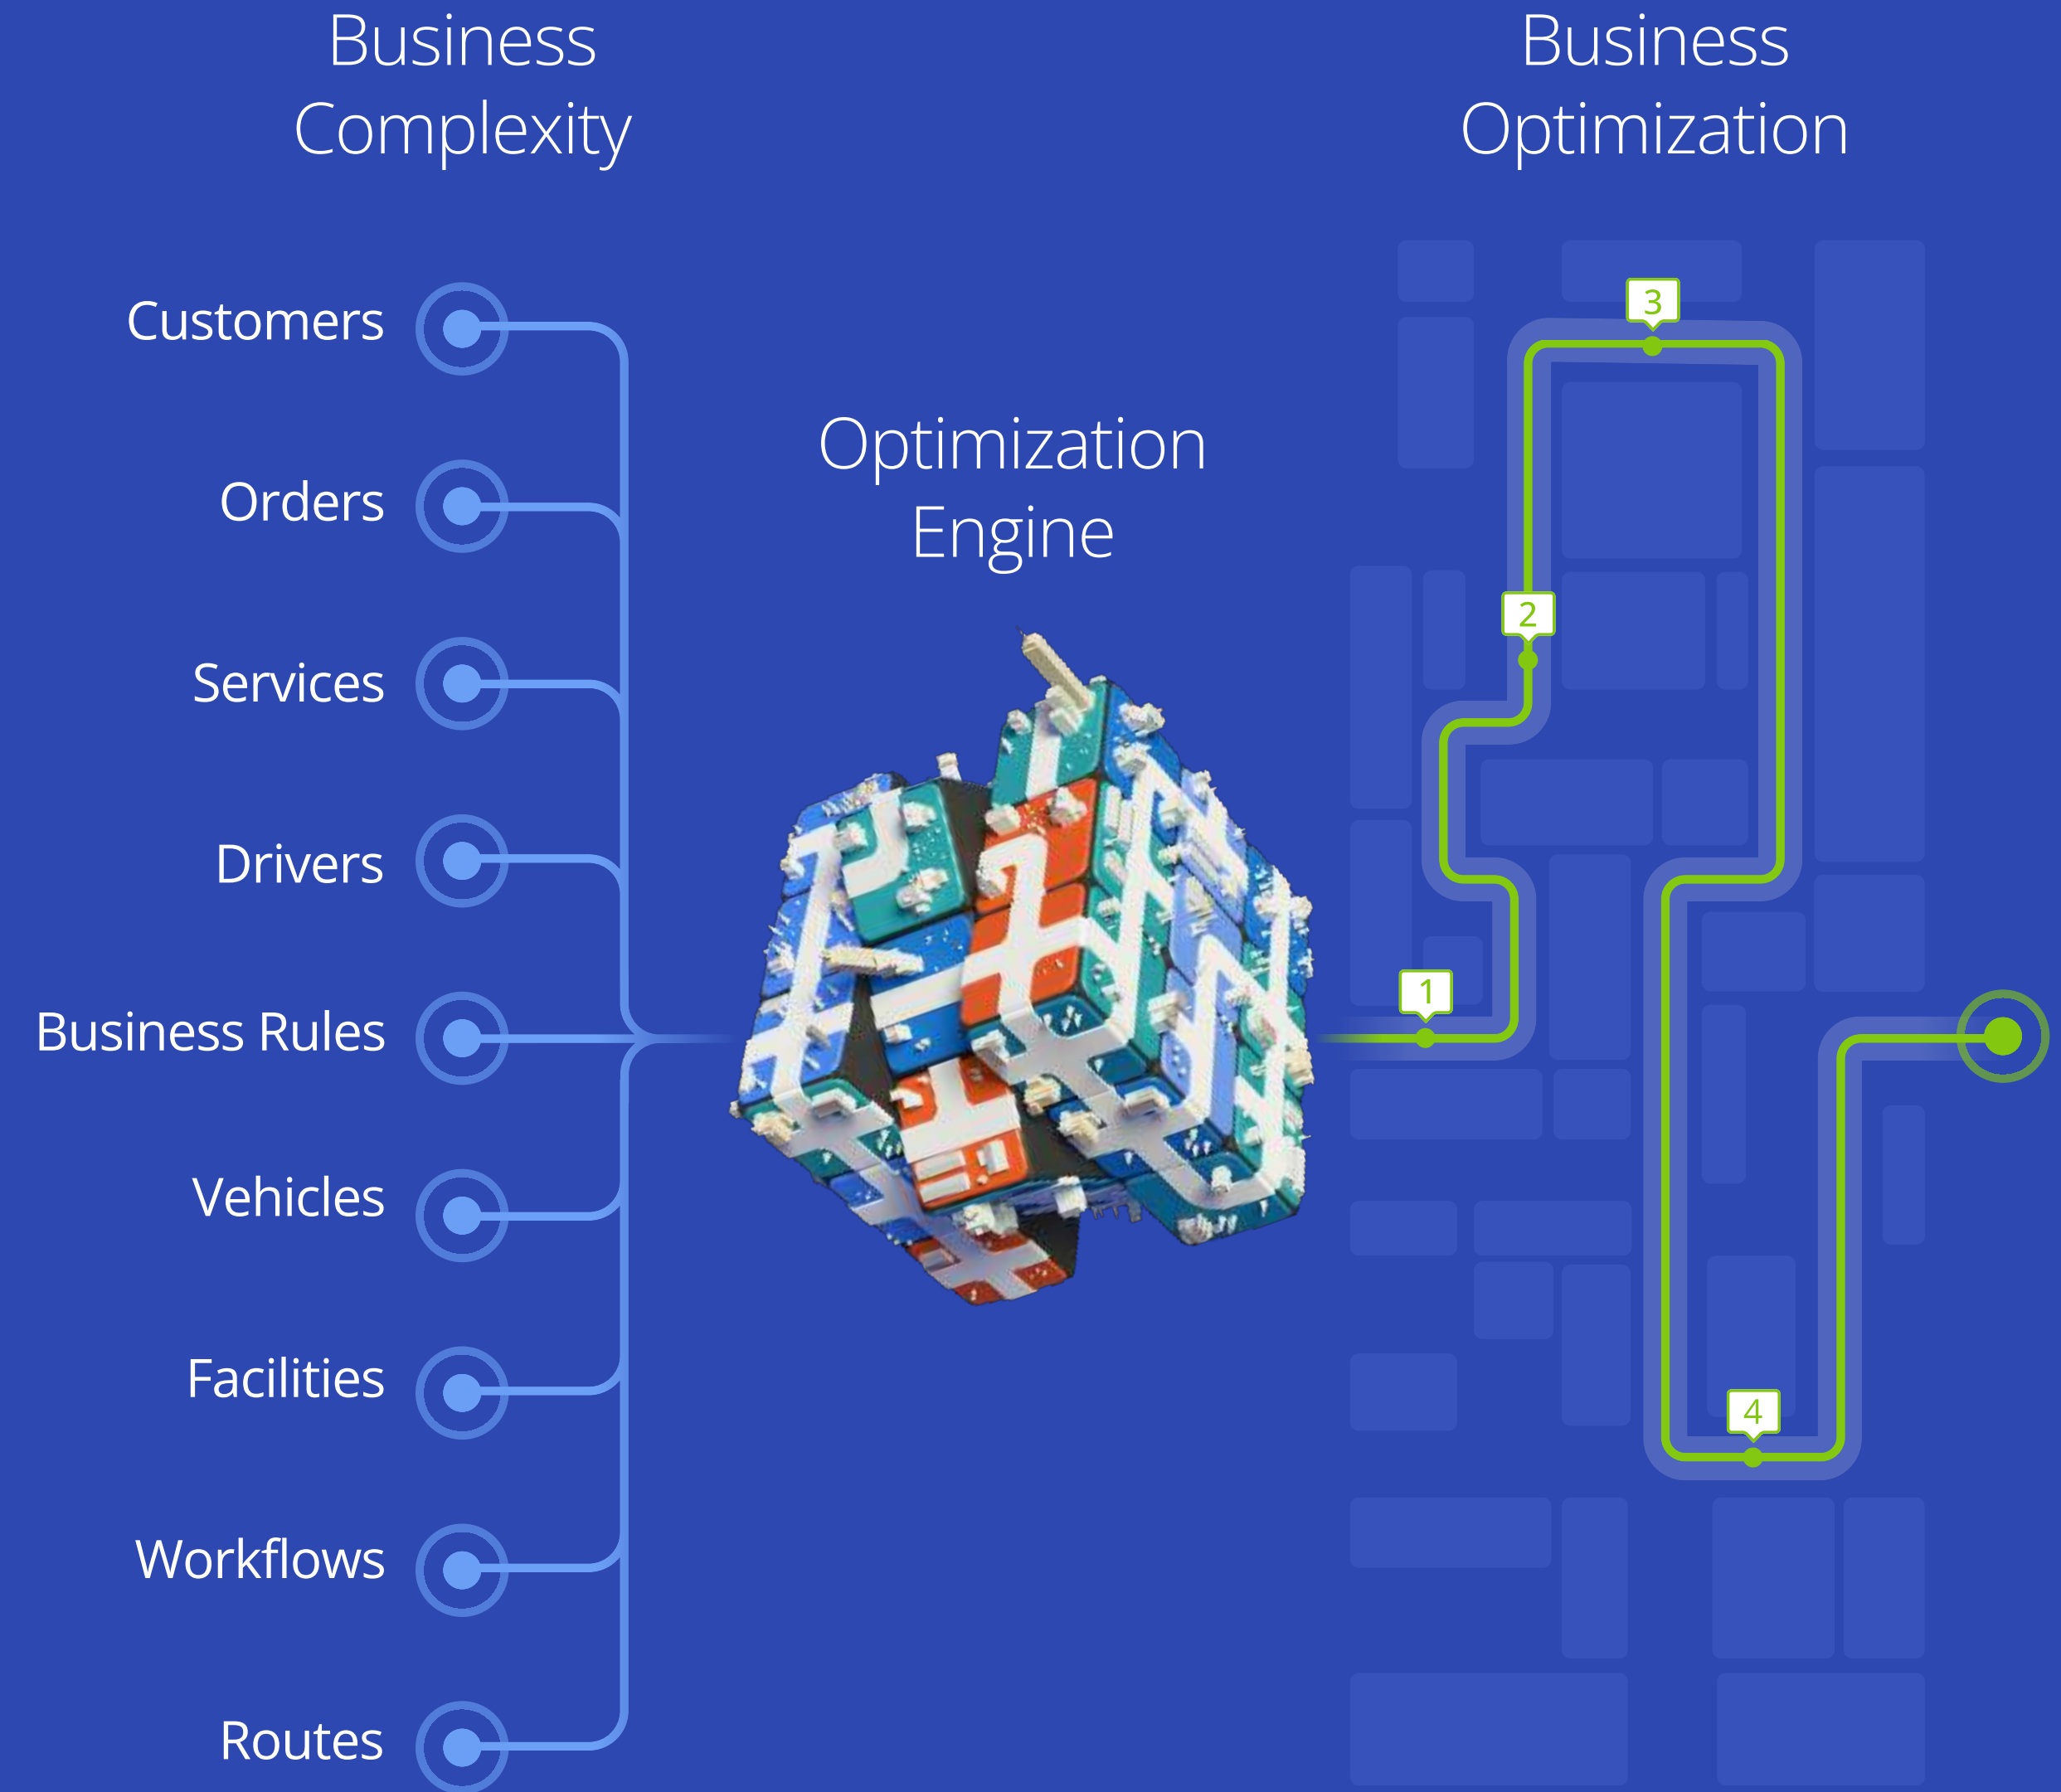 Business
Complexity
Customers
Orders
Services
Drivers
Business Rules
Vehicles
Facilities
Workflows
Routes
Optimization
Engine
Business
Optimization
3
2
1
4